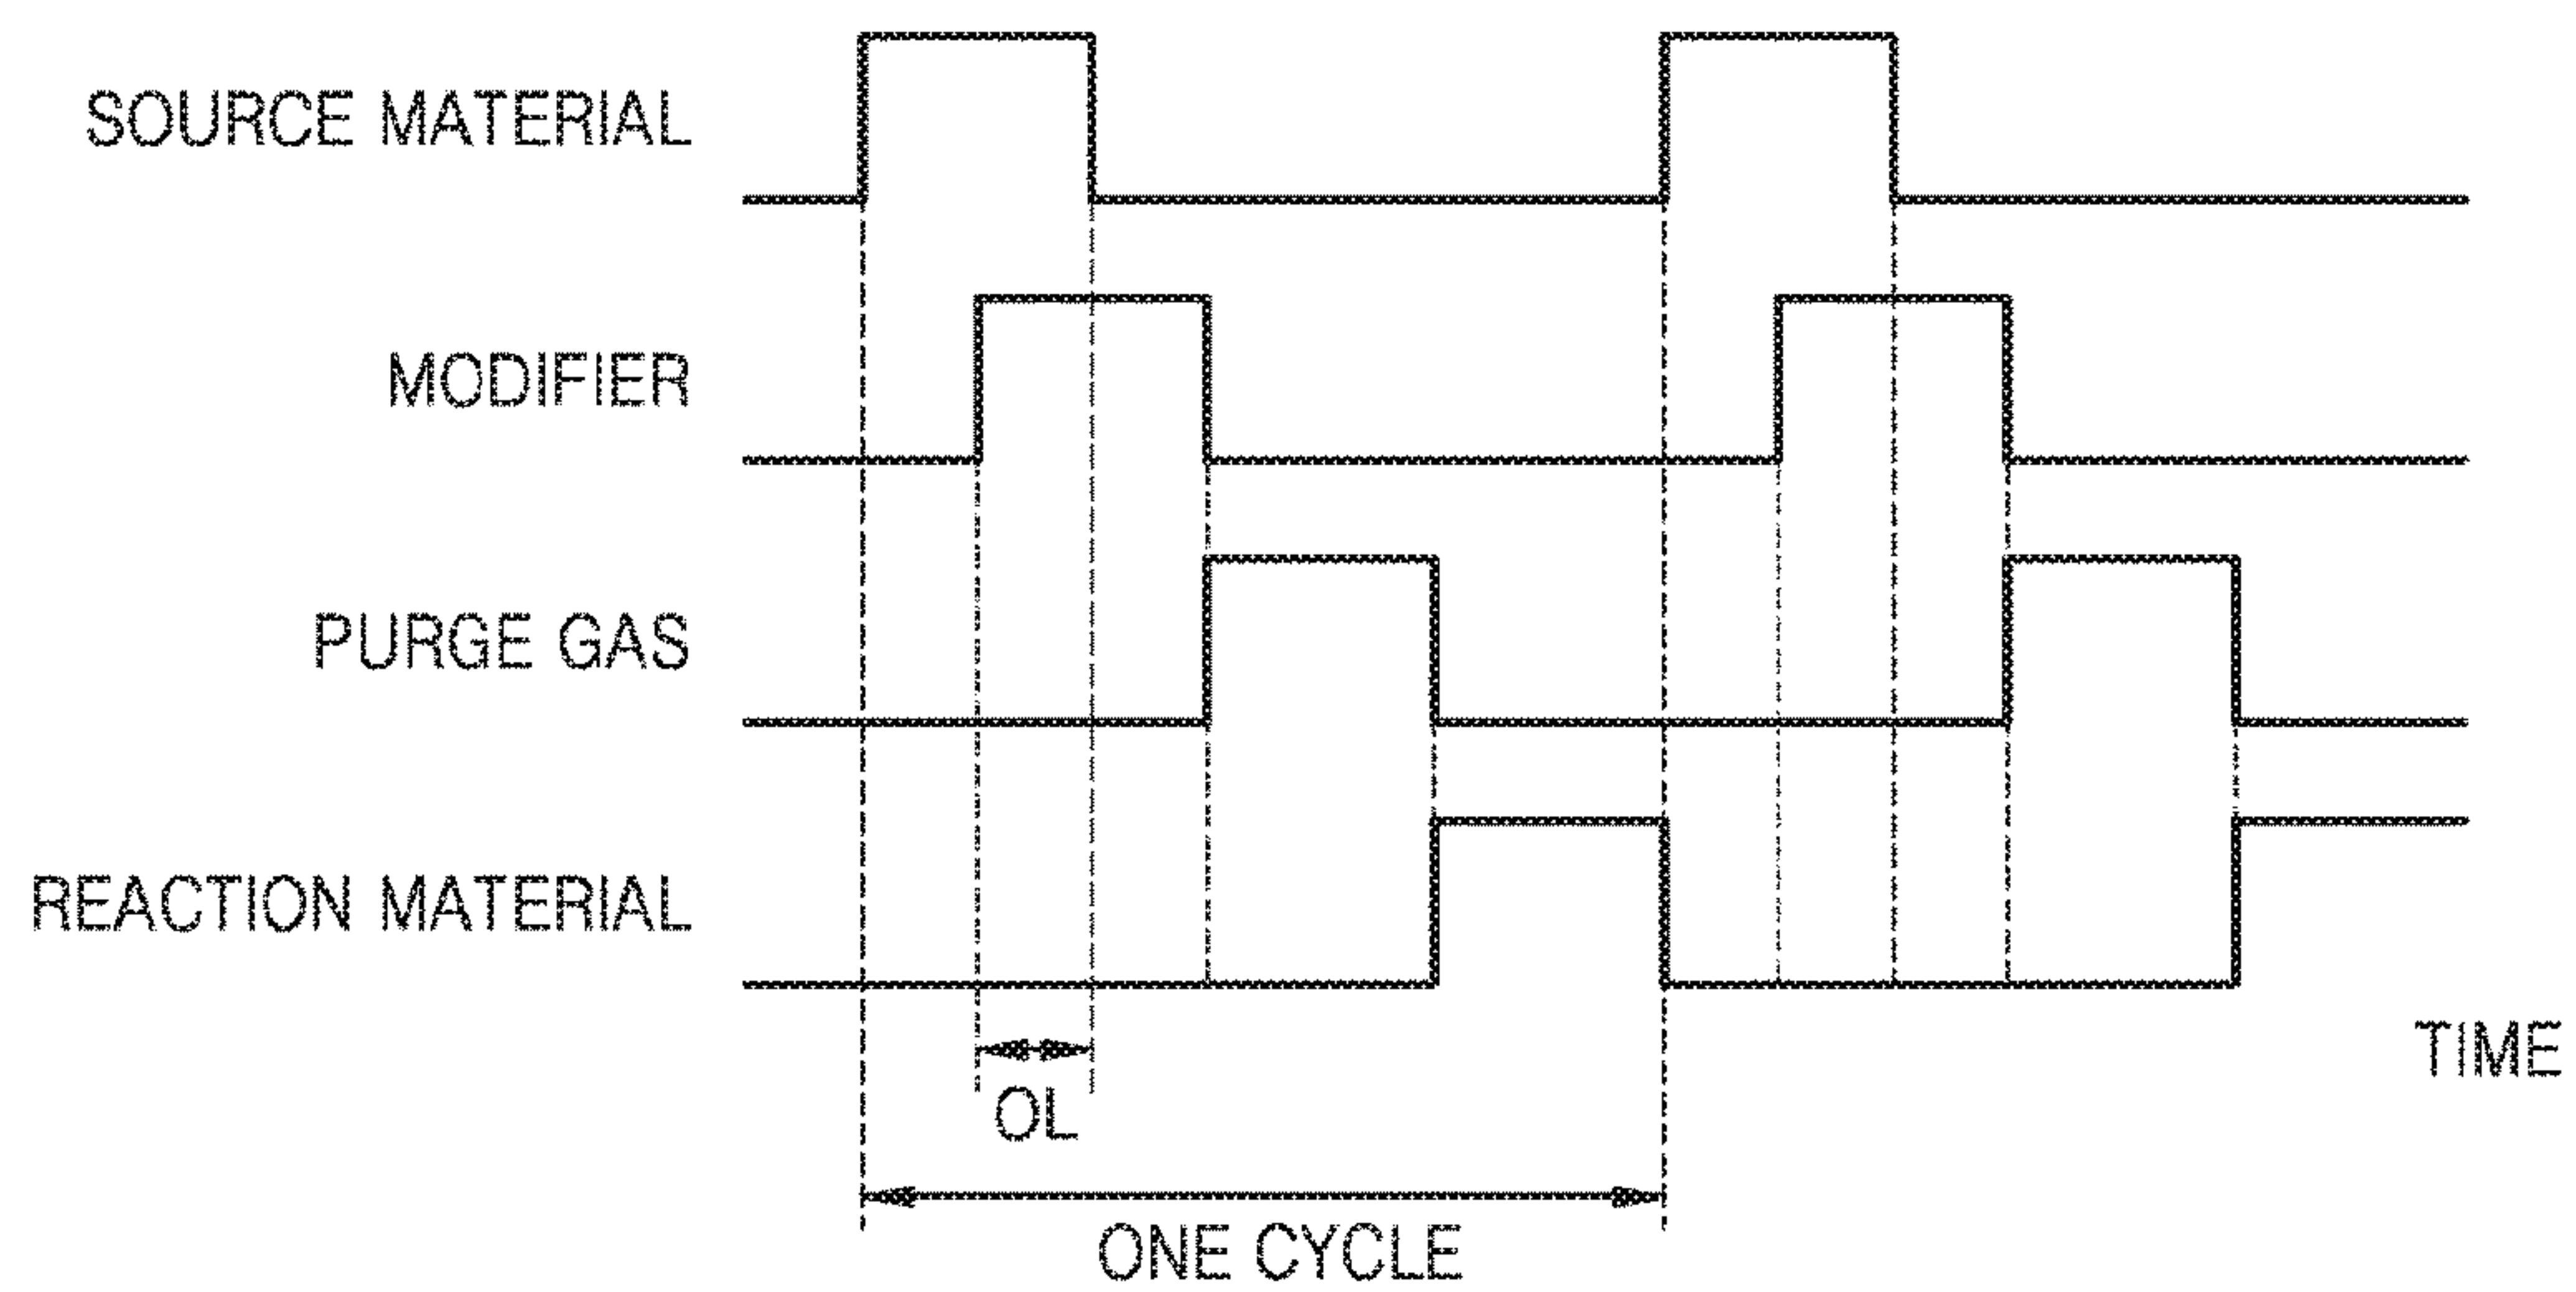 SOURCE MATERIAL
MODIFIER
PURGE GAS
REACTION MATERIAL
TIME
OL
ONE CYCLE